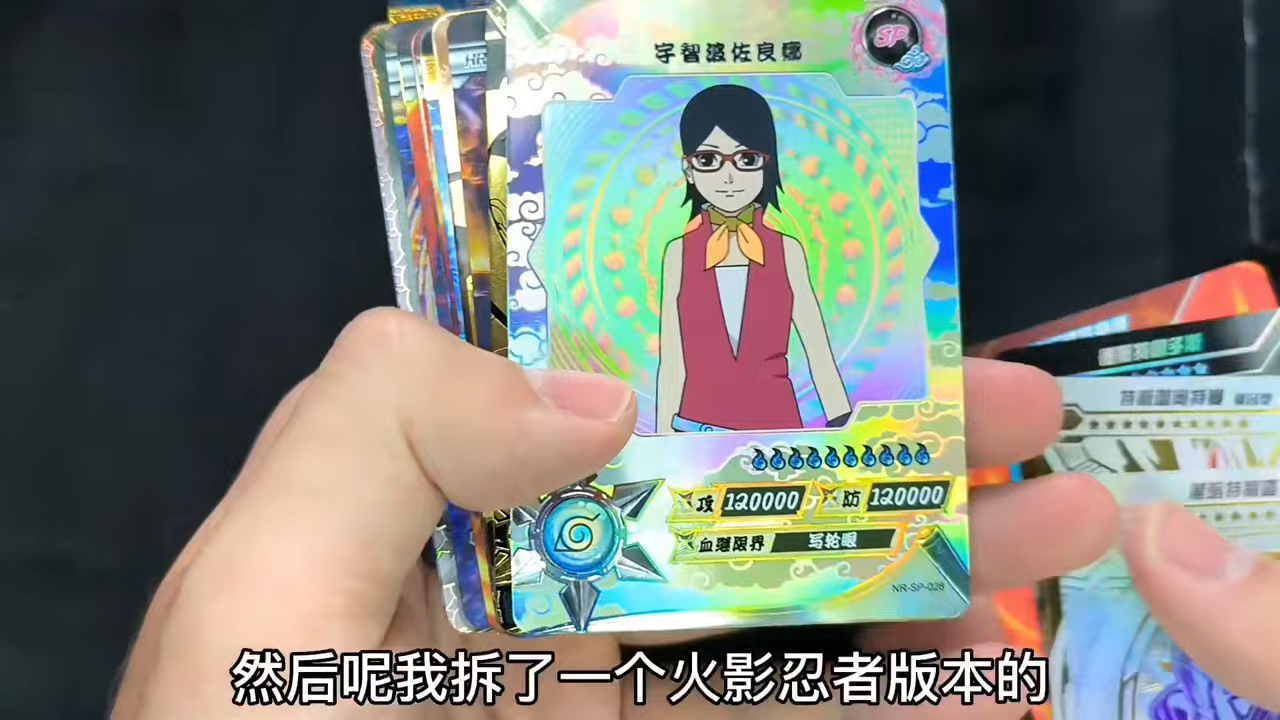 HR
SP
宇智波佐良娜
攻 120000 防 120000
血继限界 写轮眼
NR-SP-028
然后呢我拆了一个火影忍者版本的